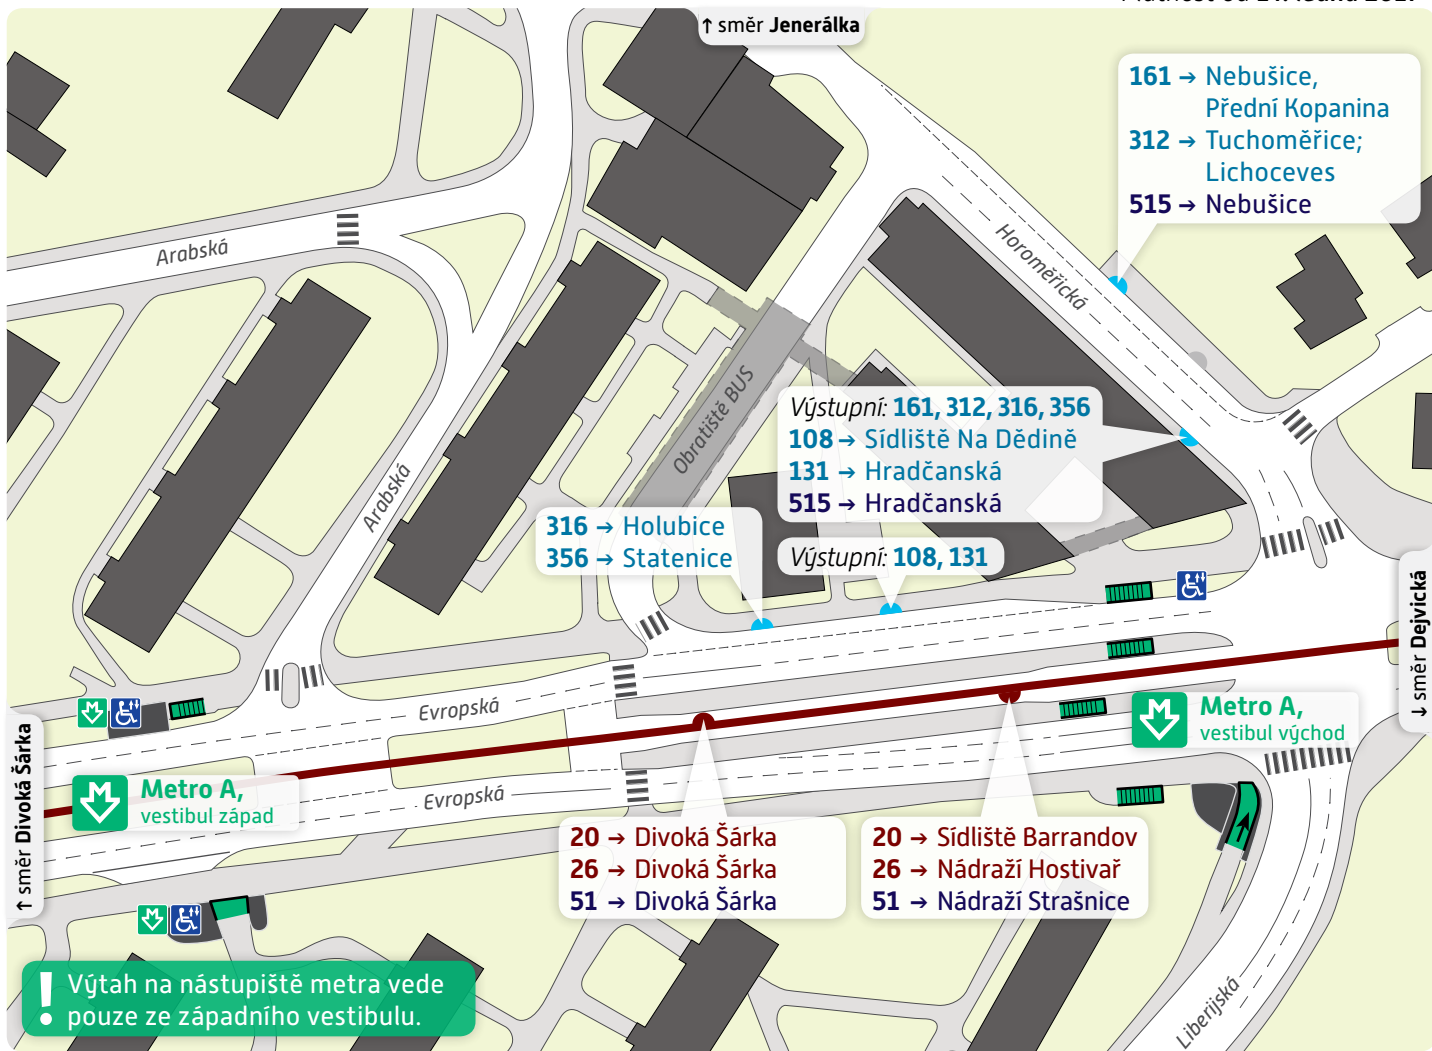 ↑ směr Jenerálka
161 → Nebušice,
Přední Kopanina
312 → Tuchoměřice;
Lichoceves
515 → Nebušice
Arabská
Horoměřická
Obratiště BUS
Výstupní: 161, 312, 316, 356
108 → Sídliště Na Dědině
131 → Hradčanská
515 → Hradčanská
Arabská
316 → Holubice
356 → Statenice
Výstupní: 108, 131
↓ směr Dejvická
Evropská
Metro A,
vestibul východ
↑ směr Divoká Šárka
Metro A,
vestibul západ
Evropská
20 → Divoká Šárka
26 → Divoká Šárka
51 → Divoká Šárka
20 → Sídliště Barrandov
26 → Nádraží Hostivař
51 → Nádraží Strašnice
! Výtah na nástupiště metra vede
pouze ze západního vestibulu.
Liberijská